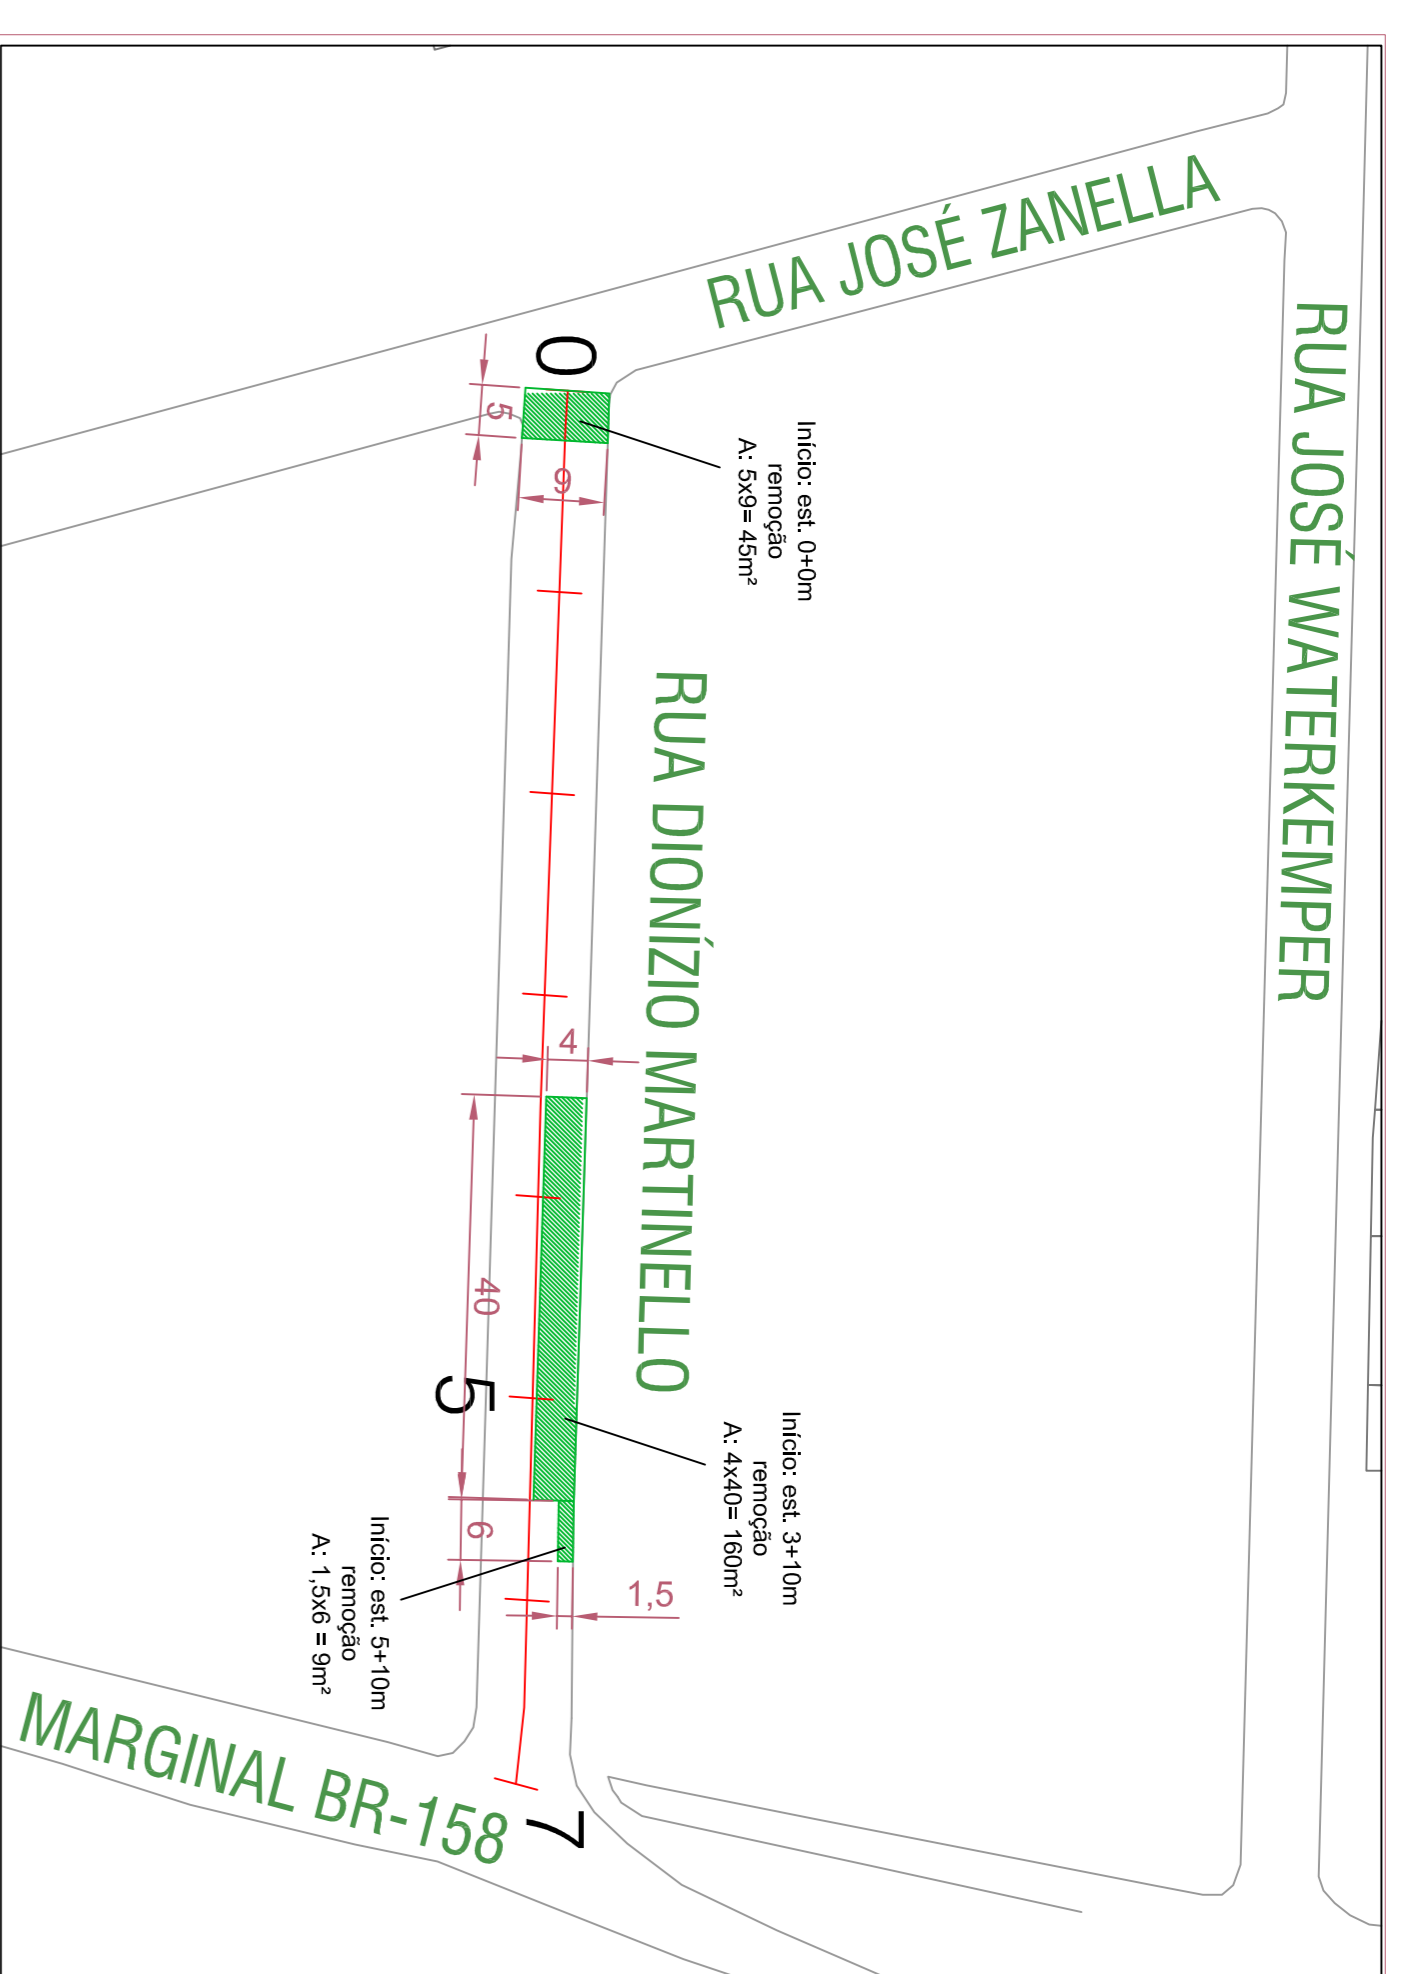 RUA JOSÉ ZANELLA
RUA JOSÉ WATERKEMPER
Início: est. 0+0m
remoção
A: 5x9= 45m²
0
5
9
RUA DIONÍZIO MARTINELLO
4
40
5
Início: est. 3+10m
remoção
A: 4x40= 160m²
6
1,5
Início: est. 5+10m
remoção
A: 1,5x6 = 9m²
MARGINAL BR-158
7